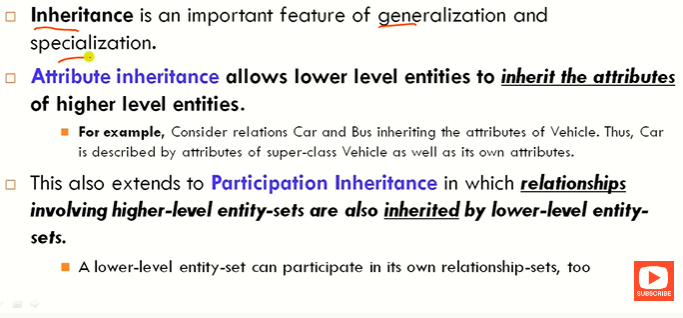 Inheritance is an important feature of generalization and
specialization.
Attribute inheritance allows lower level entities to inherit the attributes
of higher level entities.
For example, Consider relations Car and Bus inheriting the attributes of Vehicle. Thus, Car
is described by attributes of super-class Vehicle as well as its own attributes.
This also extends to Participation Inheritance in which relationships
involving higher-level entity-sets are also inherited by lower-level entity-
sets.
A lower-level entity-set can participate in its own relationship-sets, too
SUBSCRIBE